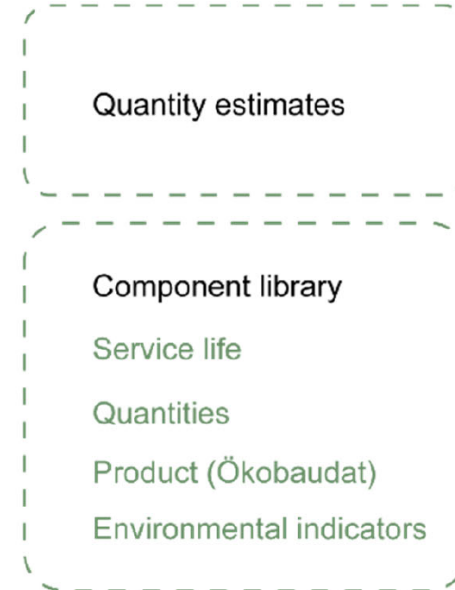 Quantity estimates
Component library
Service life
Quantities
Product (Ökobaudat)
Environmental indicators